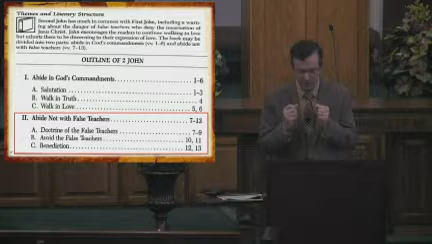 Themes and Literary Structure
Second John has much in common with First John, including a warn-
ing about the danger of false teachers who deny the incarnation of
Jesus Christ. John encourages the readers to continue walking in love
but exhorts them to be discerning in their expression of love. The book may be
divided into two parts: abide in God's commandments (vv. 1–6) and abide not
with false teachers (vv. 7–13).
OUTLINE OF 2 JOHN
I. Abide in God's Commandments 1–6
A. Salutation 1–3
B. Walk in Truth 4
C. Walk in Love 5, 6
II. Abide Not with False Teachers 7–13
A. Doctrine of the False Teachers 7–9
B. Avoid the False Teachers 10, 11
C. Benediction 12, 13